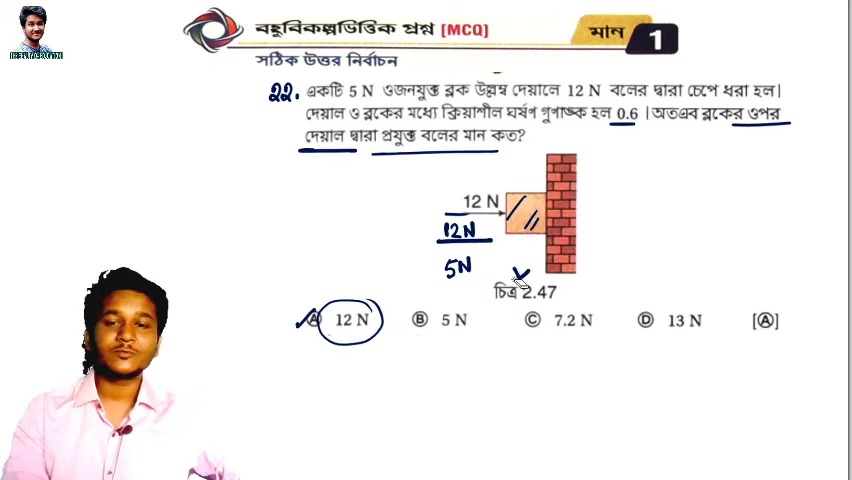 বহুবিকল্পভিত্তিক প্রশ্ন [MCQ]
মান 1
সঠিক উত্তর নির্বাচন
22. একটি 5 N ওজনযুক্ত ব্লক উল্লম্ব দেয়ালে 12 N বলের দ্বারা চেপে ধরা হল।
দেয়াল ও ব্লকের মধ্যে ক্রিয়াশীল ঘর্ষণ গুণাঙ্ক হল 0.6। অতএব ব্লকের ওপর
দেয়াল দ্বারা প্রযুক্ত বলের মান কত?
12 N
12N
5N
চিত্র 2.47
Ⓐ 12 N Ⓑ 5 N Ⓒ 7.2 N Ⓓ 13 N [Ⓐ]